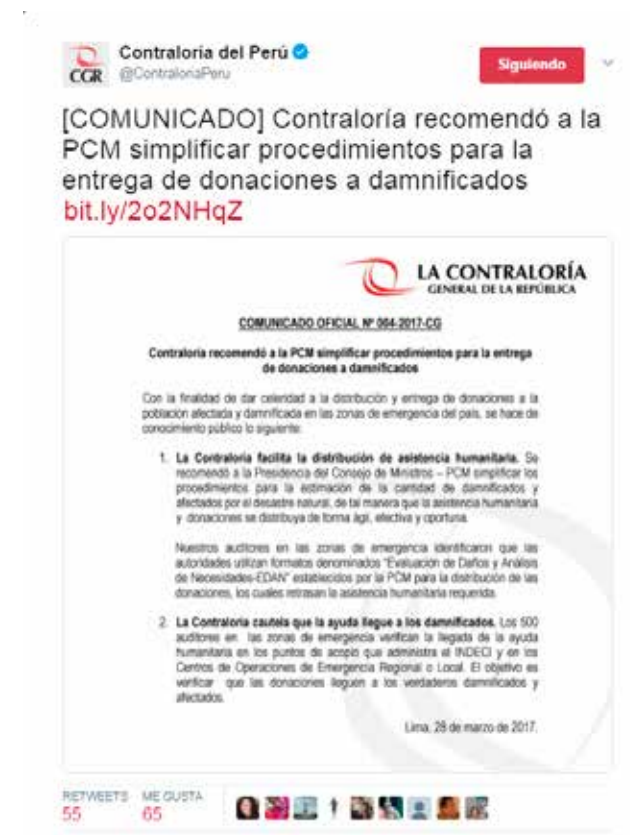 Contraloría del Perú
CGR
@ContraloriaPeru
Siguiendo
[COMUNICADO] Contraloría recomendó a la
PCM simplificar procedimientos para la
entrega de donaciones a damnificados
bit.ly/2o2NHqZ
LA CONTRALORÍA
GENERAL DE LA REPÚBLICA
COMUNICADO OFICIAL Nº 004-2017-CG
Contraloría recomendó a la PCM simplificar procedimientos para la entrega
de donaciones a damnificados
Con la finalidad de dar celeridad a la distribución y entrega de donaciones a la
población afectada y damnificada en las zonas de emergencia del país, se hace de
conocimiento público lo siguiente:
1. La Contraloría facilita la distribución de asistencia humanitaria. Se
recomendó a la Presidencia del Consejo de Ministros – PCM simplificar los
procedimientos para la estimación de la cantidad de damnificados y
afectados por el desastre natural, de tal manera que la asistencia humanitaria
y donaciones se distribuya de forma ágil, efectiva y oportuna.
Nuestros auditores en las zonas de emergencia identificaron que las
autoridades utilizan formatos denominados "Evaluación de Daños y Análisis
de Necesidades-EDAN" establecidos por la PCM para la distribución de las
donaciones, los cuales retrasan la asistencia humanitaria requerida.
2. La Contraloría cautela que la ayuda llegue a los damnificados. Los 500
auditores en las zonas de emergencia verifican la llegada de la ayuda
humanitaria en los puntos de acopio que administra el INDECI y en los
Centros de Operaciones de Emergencia Regional o Local. El objetivo es
verificar que las donaciones lleguen a los verdaderos damnificados y
afectados.
Lima, 28 de marzo de 2017.
RETWEETS ME GUSTA
55 65